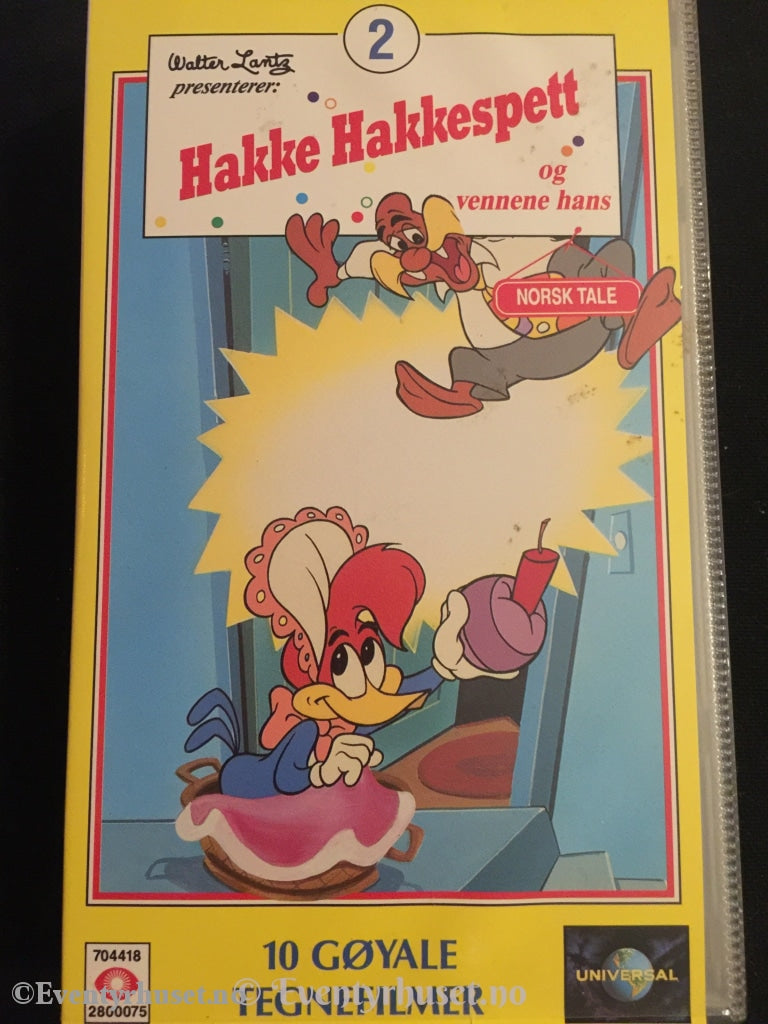 2
Walter Lantz
presenterer:
Hakke Hakkespett
og
vennene hans
NORSK TALE
10 GØYALE
TEGNEFILMER
704418
2800075
UNIVERSAL
©Eventyrhuset.no © Eventyrhuset.no